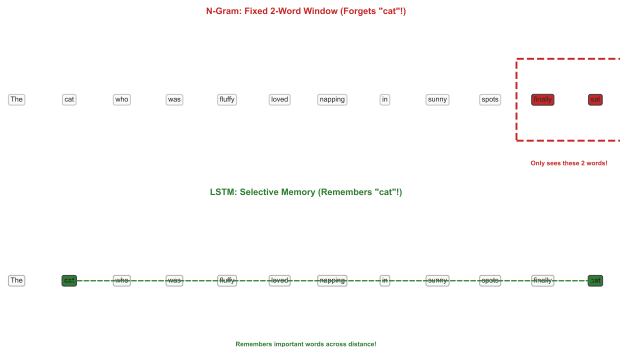 N-Gram: Fixed 2-Word Window (Forgets "cat"!)
The cat who was fluffy loved napping in sunny spots finally sat
Only sees these 2 words!
LSTM: Selective Memory (Remembers "cat"!)
The cat who was fluffy loved napping in sunny spots finally sat
Remembers important words across distance!